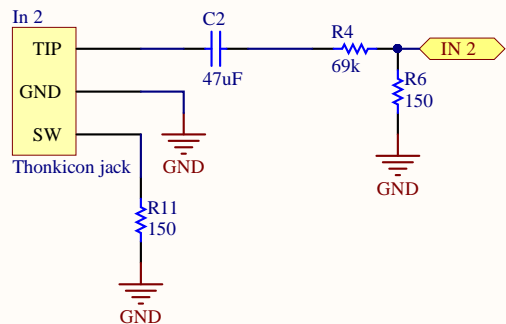 In 2
TIP
GND
SW
Thonkicon jack
C2
47uF
R4
69k
IN 2
R6
150
GND
GND
R11
150
GND